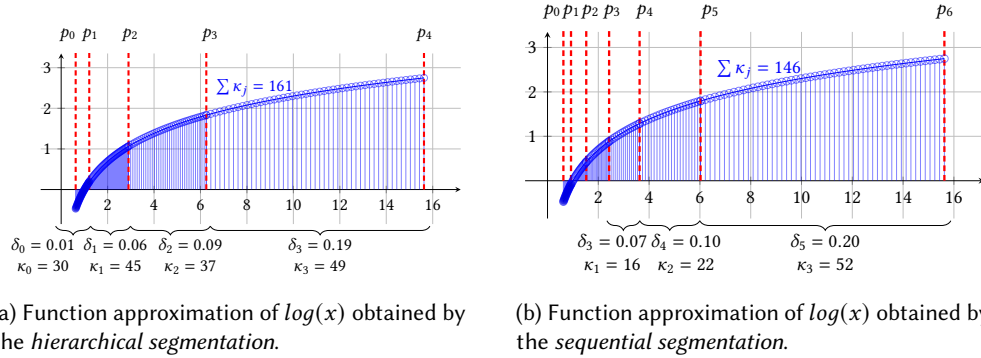 p0 p1 p2 p3 p4
3
2
1
∑ κj = 161
2 4 6 8 10 12 14 16
δ0 = 0.01 δ1 = 0.06 δ2 = 0.09 δ3 = 0.19
κ0 = 30 κ1 = 45 κ2 = 37 κ3 = 49
a) Function approximation of log(x) obtained by
he hierarchical segmentation.
p0 p1 p2 p3 p4 p5 p6
3
2
1
∑ κj = 146
2 4 6 8 10 12 14 16
δ3 = 0.07 δ4 = 0.10 δ5 = 0.20
κ1 = 16 κ2 = 22 κ3 = 52
(b) Function approximation of log(x) obtained by
the sequential segmentation.